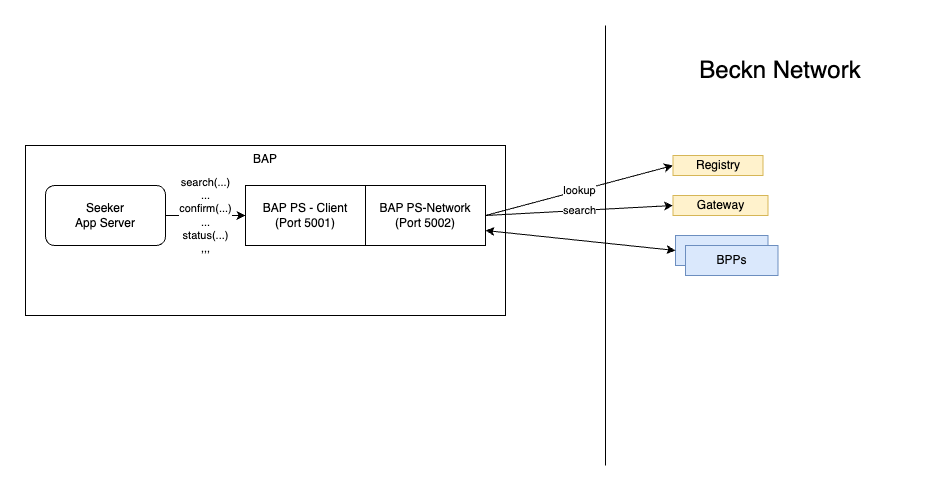 Beckn Network
BAP
Seeker
App Server
search(...)
...
confirm(...)
...
status(...)
,,,
BAP PS - Client
(Port 5001)
BAP PS-Network
(Port 5002)
lookup
search
Registry
Gateway
BPPs